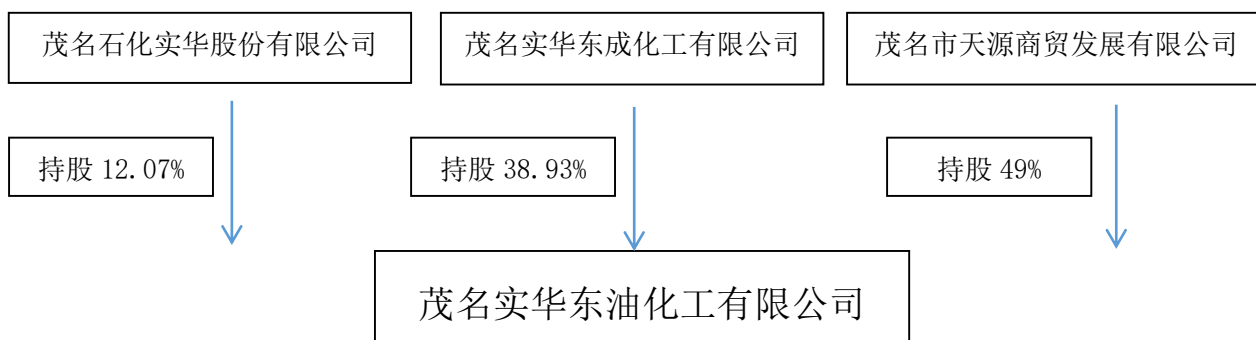 茂名石化实华股份有限公司
茂名实华东成化工有限公司
茂名市天源商贸发展有限公司
持股 12.07%
持股 38.93%
持股 49%
茂名实华东油化工有限公司